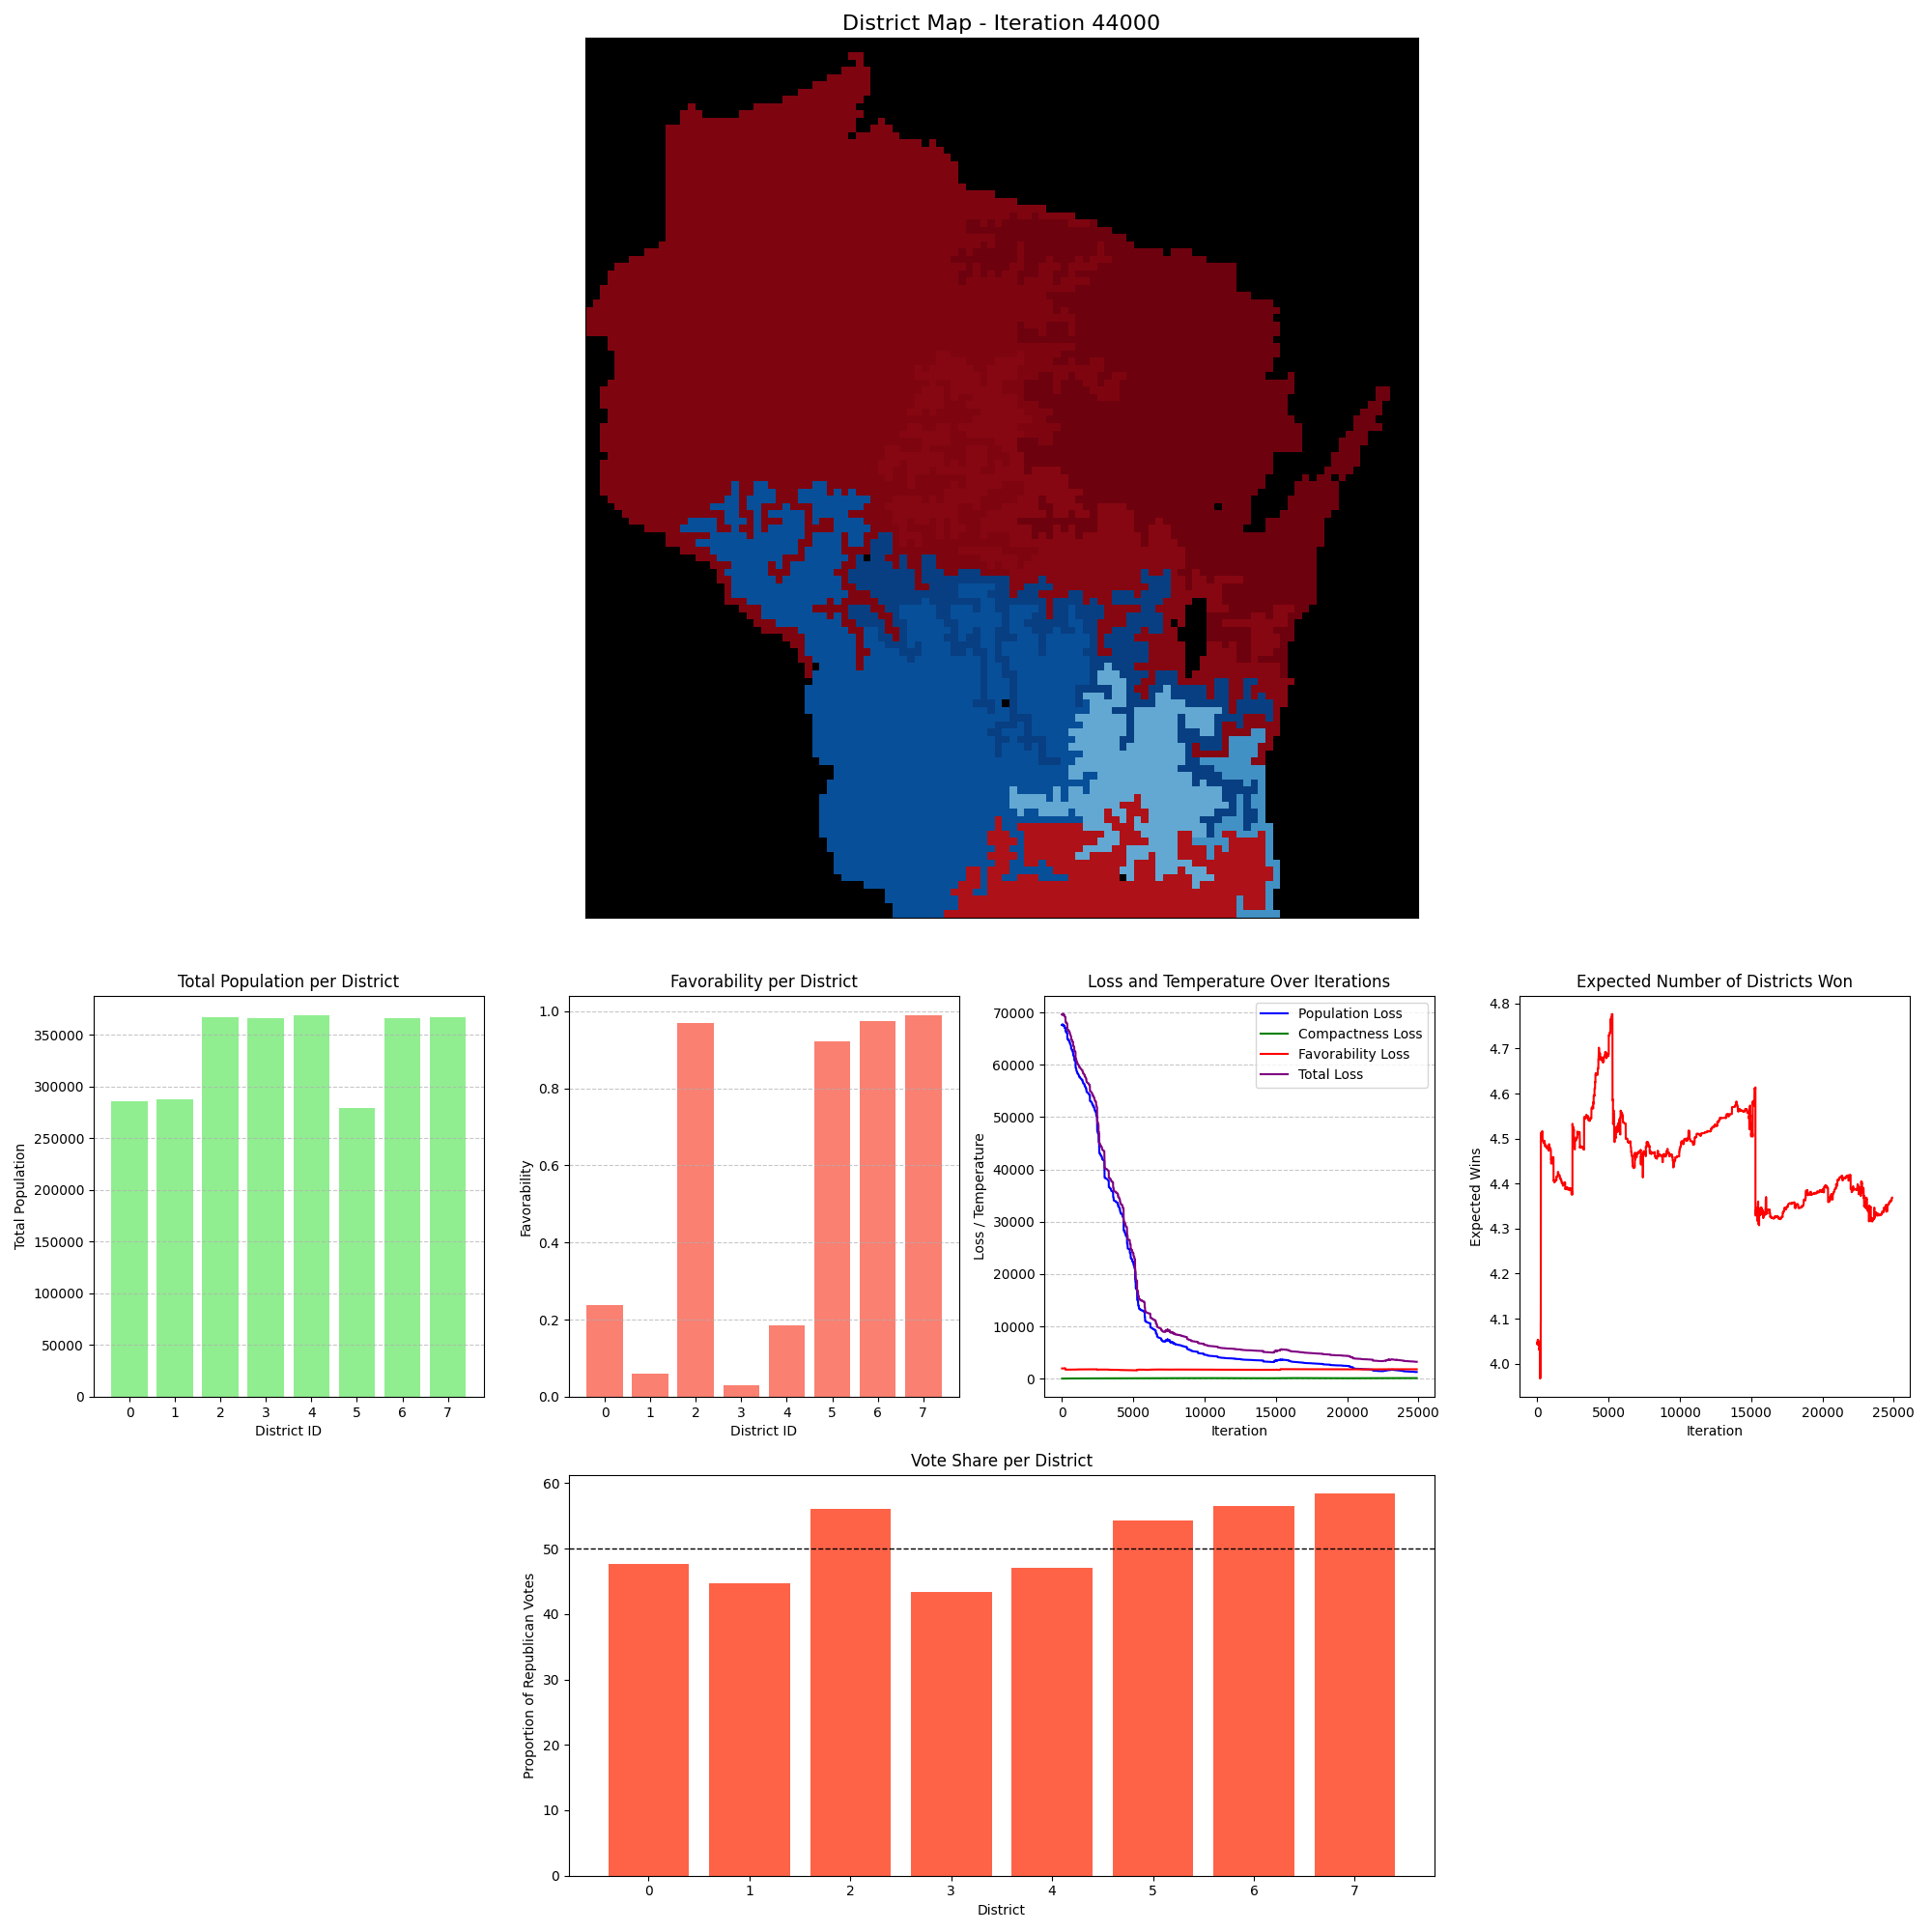 District Map - Iteration 44000
Total Population per District
Total Population
350000
300000
250000
200000
150000
100000
50000
0
0 1 2 3 4 5 6 7
District ID
Favorability per District
Favorability
1.0
0.8
0.6
0.4
0.2
0.0
0 1 2 3 4 5 6 7
District ID
Loss and Temperature Over Iterations
Loss / Temperature
70000
60000
50000
40000
30000
20000
10000
0
Population Loss
Compactness Loss
Favorability Loss
Total Loss
0 5000 10000 15000 20000 25000
Iteration
Expected Number of Districts Won
Expected Wins
4.8
4.7
4.6
4.5
4.4
4.3
4.2
4.1
4.0
0 5000 10000 15000 20000 25000
Iteration
Vote Share per District
Proportion of Republican Votes
60
50
40
30
20
10
0
0 1 2 3 4 5 6 7
District